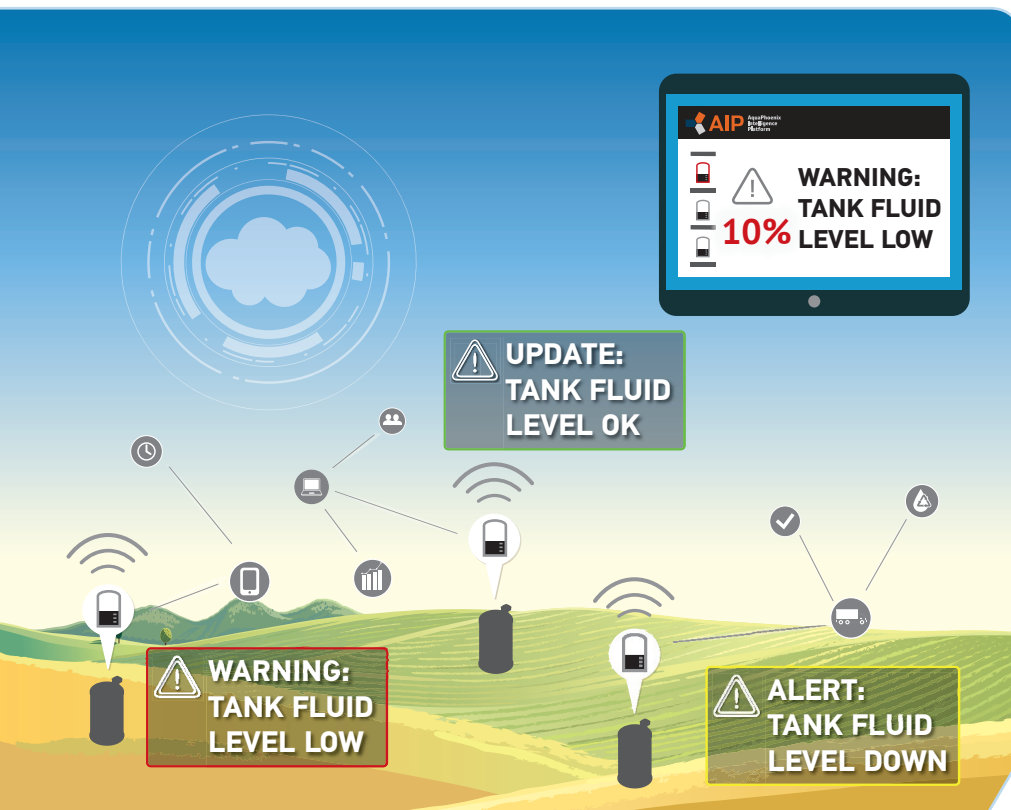 AIP AquaPhoenix
Intelligence
Platform
WARNING:
TANK FLUID
10% LEVEL LOW
UPDATE:
TANK FLUID
LEVEL OK
WARNING:
TANK FLUID
LEVEL LOW
ALERT:
TANK FLUID
LEVEL DOWN